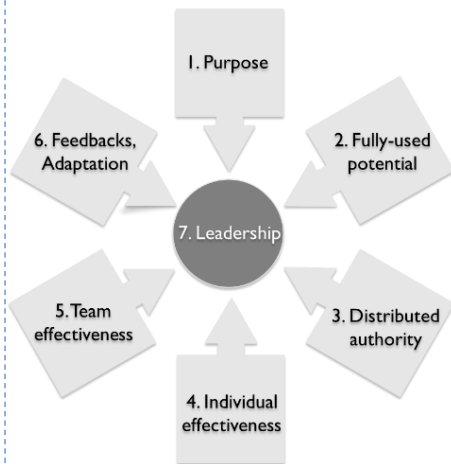 1. Purpose
2. Fully-used
potential
3. Distributed
authority
4. Individual
effectiveness
5. Team
effectiveness
6. Feedbacks,
Adaptation
7. Leadership